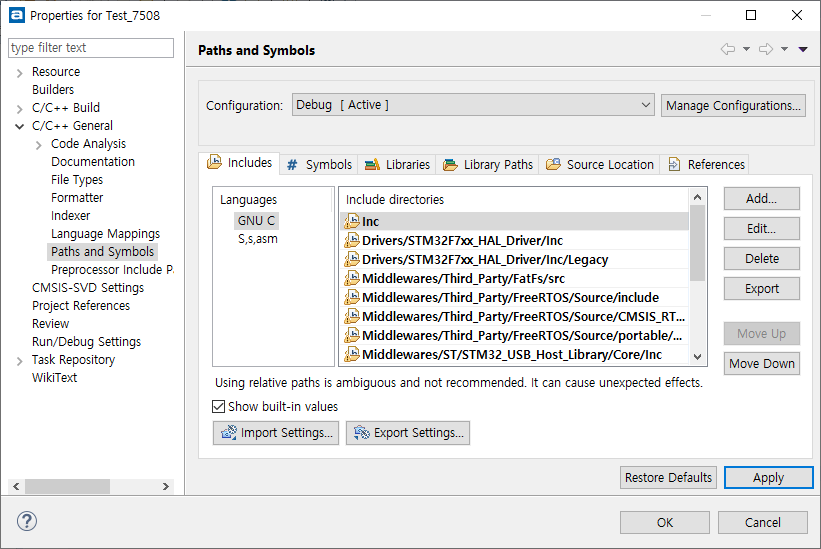 Properties for Test_7508
type filter text
Resource
Builders
C/C++ Build
C/C++ General
Code Analysis
Documentation
File Types
Formatter
Indexer
Language Mappings
Paths and Symbols
Preprocessor Include P
CMSIS-SVD Settings
Project References
Review
Run/Debug Settings
Task Repository
WikiText
Paths and Symbols
Configuration:
Debug [ Active ]
Manage Configurations...
Includes
# Symbols
Libraries
Library Paths
Source Location
References
Languages
GNU C
S,s,asm
Include directories
Inc
Drivers/STM32F7xx_HAL_Driver/Inc
Drivers/STM32F7xx_HAL_Driver/Inc/Legacy
Middlewares/Third_Party/FatFs/src
Middlewares/Third_Party/FreeRTOS/Source/include
Middlewares/Third_Party/FreeRTOS/Source/CMSIS_RT...
Middlewares/Third_Party/FreeRTOS/Source/portable/...
Middlewares/ST/STM32_USB_Host_Library/Core/Inc
Add...
Edit...
Delete
Export
Move Up
Move Down
Using relative paths is ambiguous and not recommended. It can cause unexpected effects.
Show built-in values
Import Settings...
Export Settings...
Restore Defaults
Apply
?
OK
Cancel